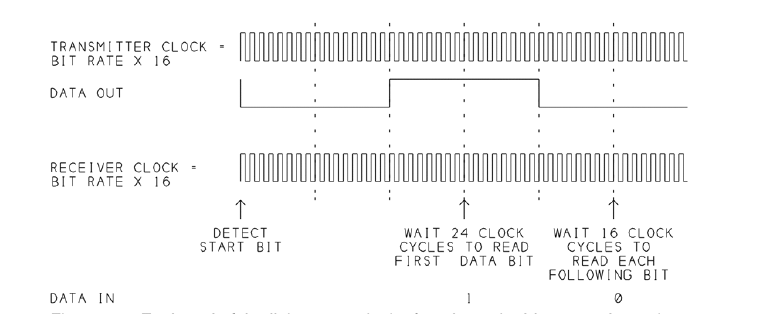 TRANSMITTER CLOCK =
BIT RATE X 16
DATA OUT
RECEIVER CLOCK =
BIT RATE X 16
DETECT
START BIT
WAIT 24 CLOCK
CYCLES TO READ
FIRST DATA BIT
WAIT 16 CLOCK
CYCLES TO
READ EACH
FOLLOWING BIT
DATA IN
1
0